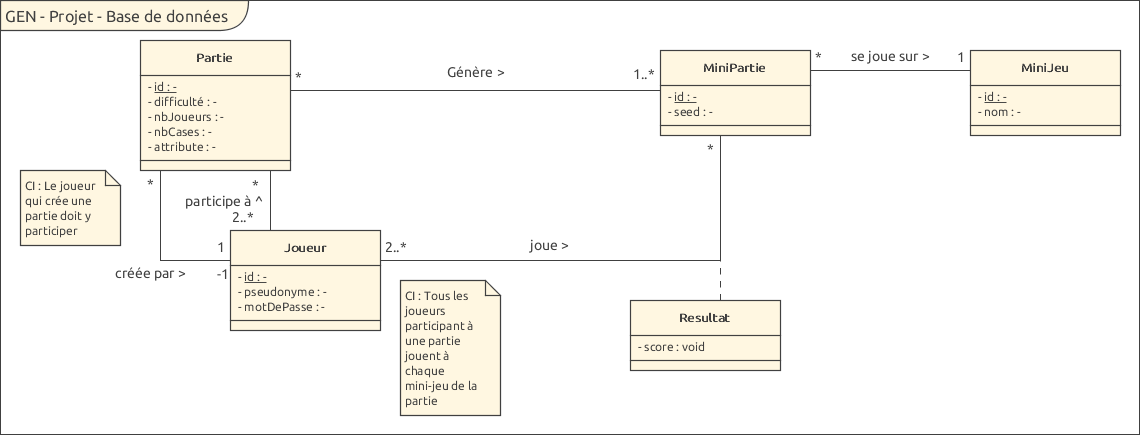 GEN - Projet - Base de données
Partie
- id : -
- difficulté : -
- nbJoueurs : -
- nbCases : -
- attribute : -
*
Génère >
1..*
MiniPartie
- id : -
- seed : -
*
se joue sur >
1
MiniJeu
- id : -
- nom : -
CI : Le joueur
qui crée une
partie doit y
participer
*
*
participe à ^
2..*
1
créée par >
-1
Joueur
- id : -
- pseudonyme : -
- motDePasse : -
2..*
joue >
*
CI : Tous les
joueurs
participant à
une partie
jouent à
chaque
mini-jeu de la
partie
Resultat
- score : void